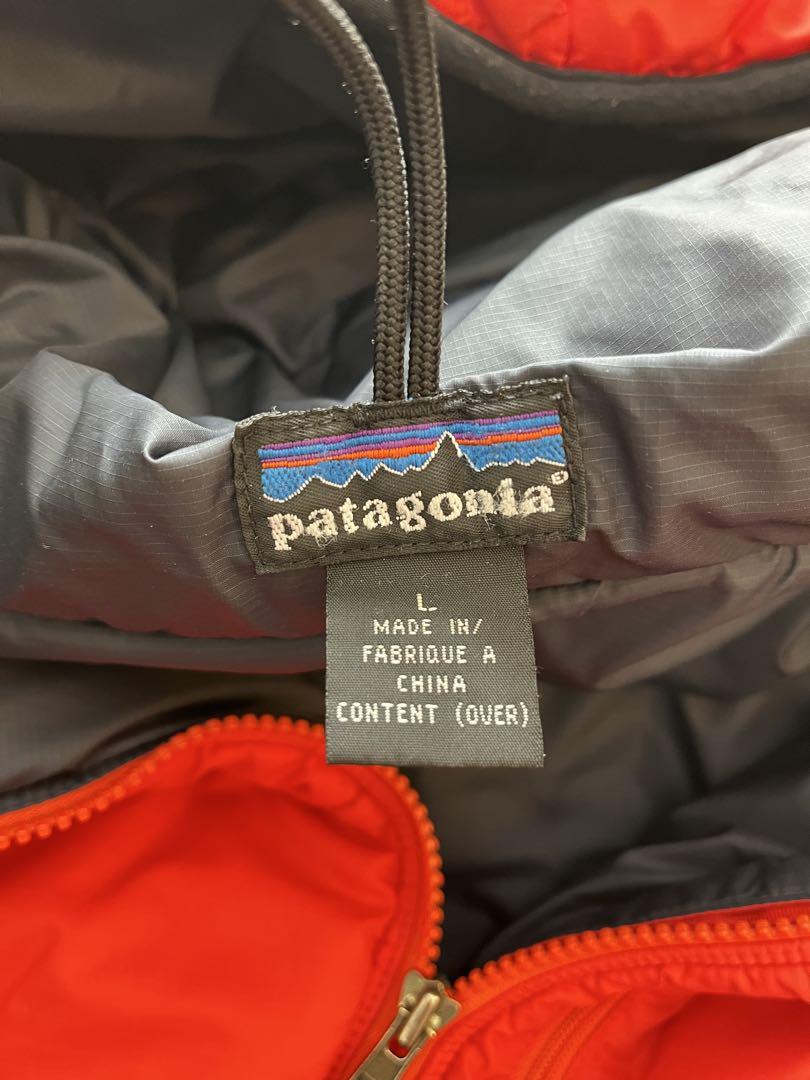 patagonia®
L
MADE IN/
FABRIQUE A
CHINA
CONTENT (OVER)